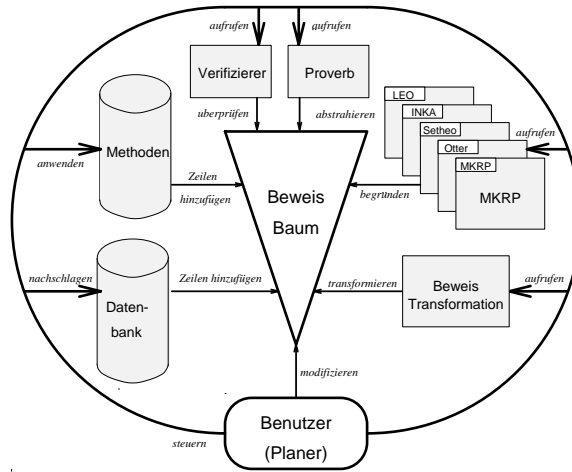 aufrufen
aufrufen
Verifizierer
Proverb
LEO
INKA
Setheo
Otter
MKRP
MKRP
aufrufen
uberprüfen
abstrahieren
Methoden
anwenden
Zeilen
hinzufügen
Beweis
Baum
begründen
nachschlagen
Zeilen hinzufügen
Daten-
bank
transformieren
Beweis
Transformation
aufrufen
modifizieren
Benutzer
(Planer)
steuern